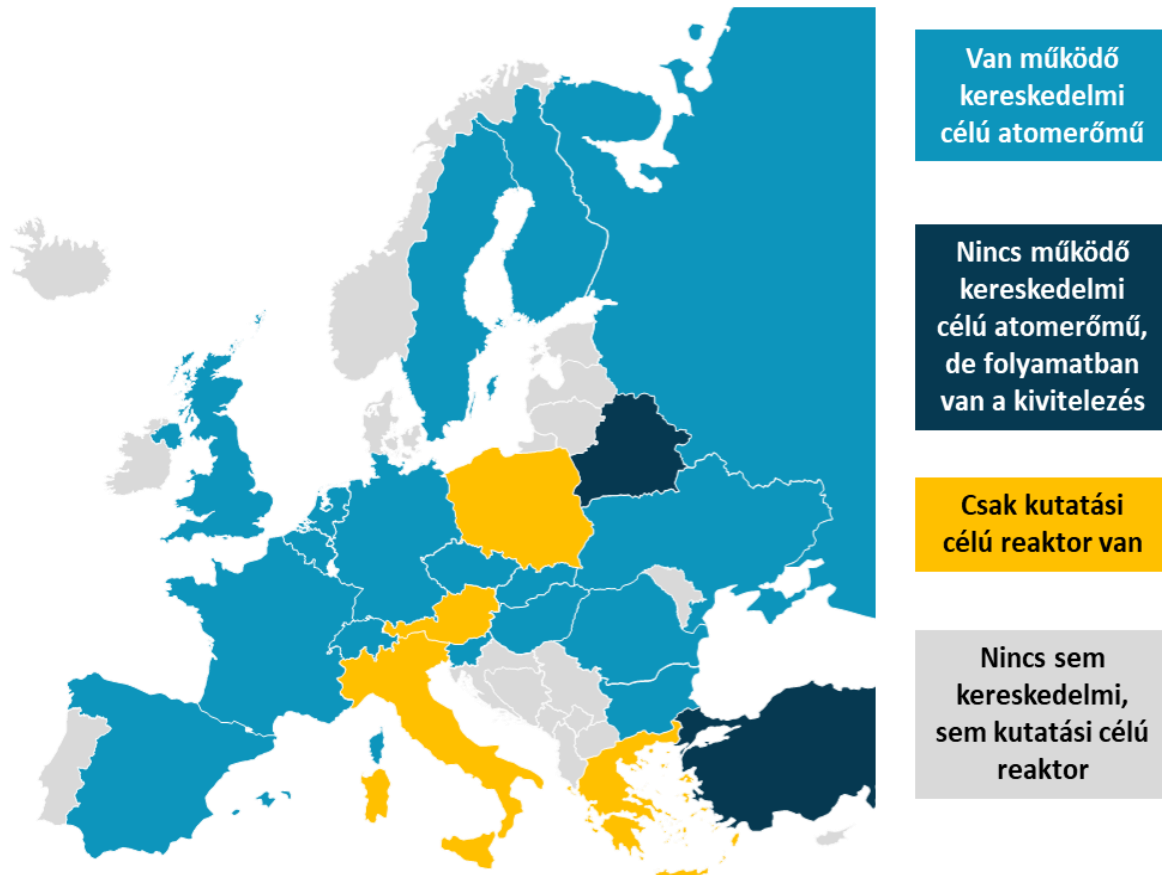 Van működő
kereskedelmi
célú atomerőmű
Nincs működő
kereskedelmi
célú atomerőmű,
de folyamatban
van a kivitelezés
Csak kutatási
célú reaktor van
Nincs sem
kereskedelmi,
sem kutatási célú
reaktor